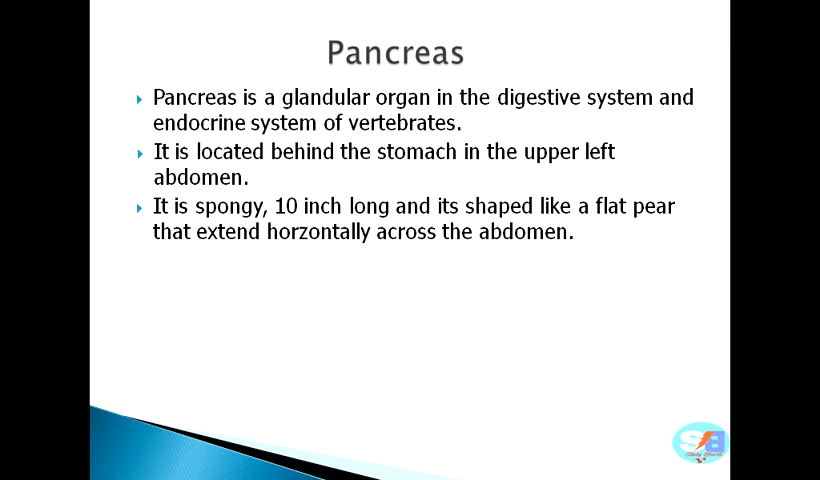 Pancreas
Pancreas is a glandular organ in the digestive system and
endocrine system of vertebrates.
It is located behind the stomach in the upper left
abdomen.
It is spongy, 10 inch long and its shaped like a flat pear
that extend horzontally across the abdomen.